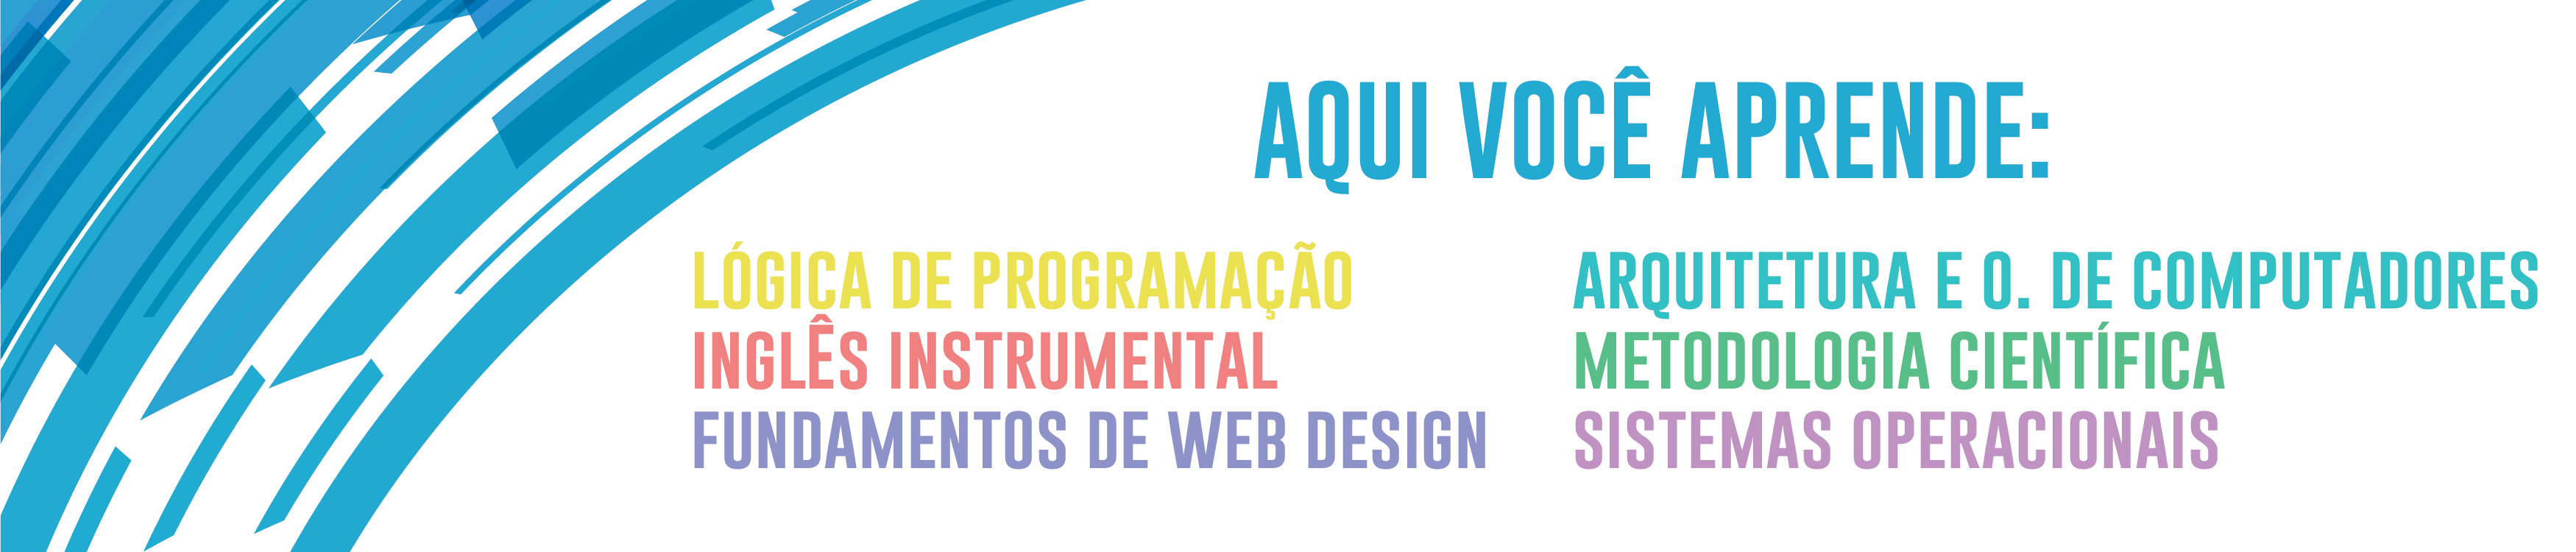 AQUI VOCÊ APRENDE:
LÓGICA DE PROGRAMAÇÃO
INGLÊS INSTRUMENTAL
FUNDAMENTOS DE WEB DESIGN
ARQUITETURA E O. DE COMPUTADORES
METODOLOGIA CIENTÍFICA
SISTEMAS OPERACIONAIS